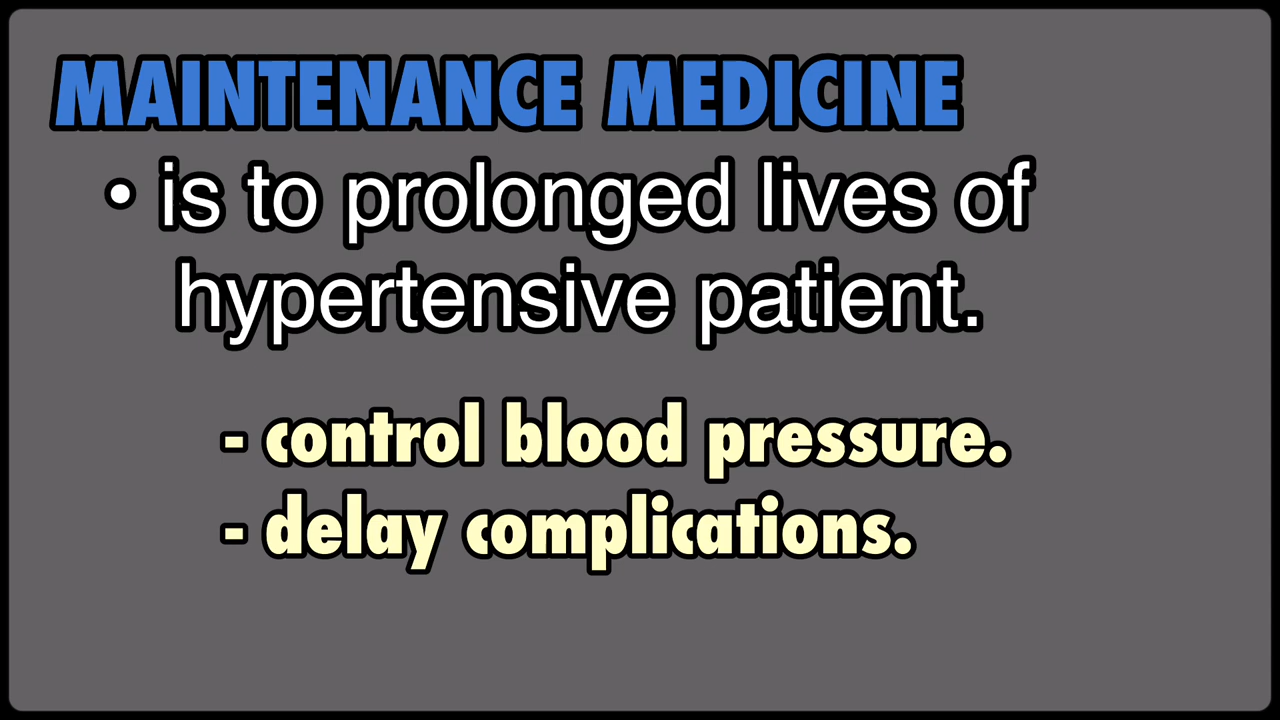 MAINTENANCE MEDICINE
• is to prolonged lives of
hypertensive patient.
- control blood pressure.
- delay complications.